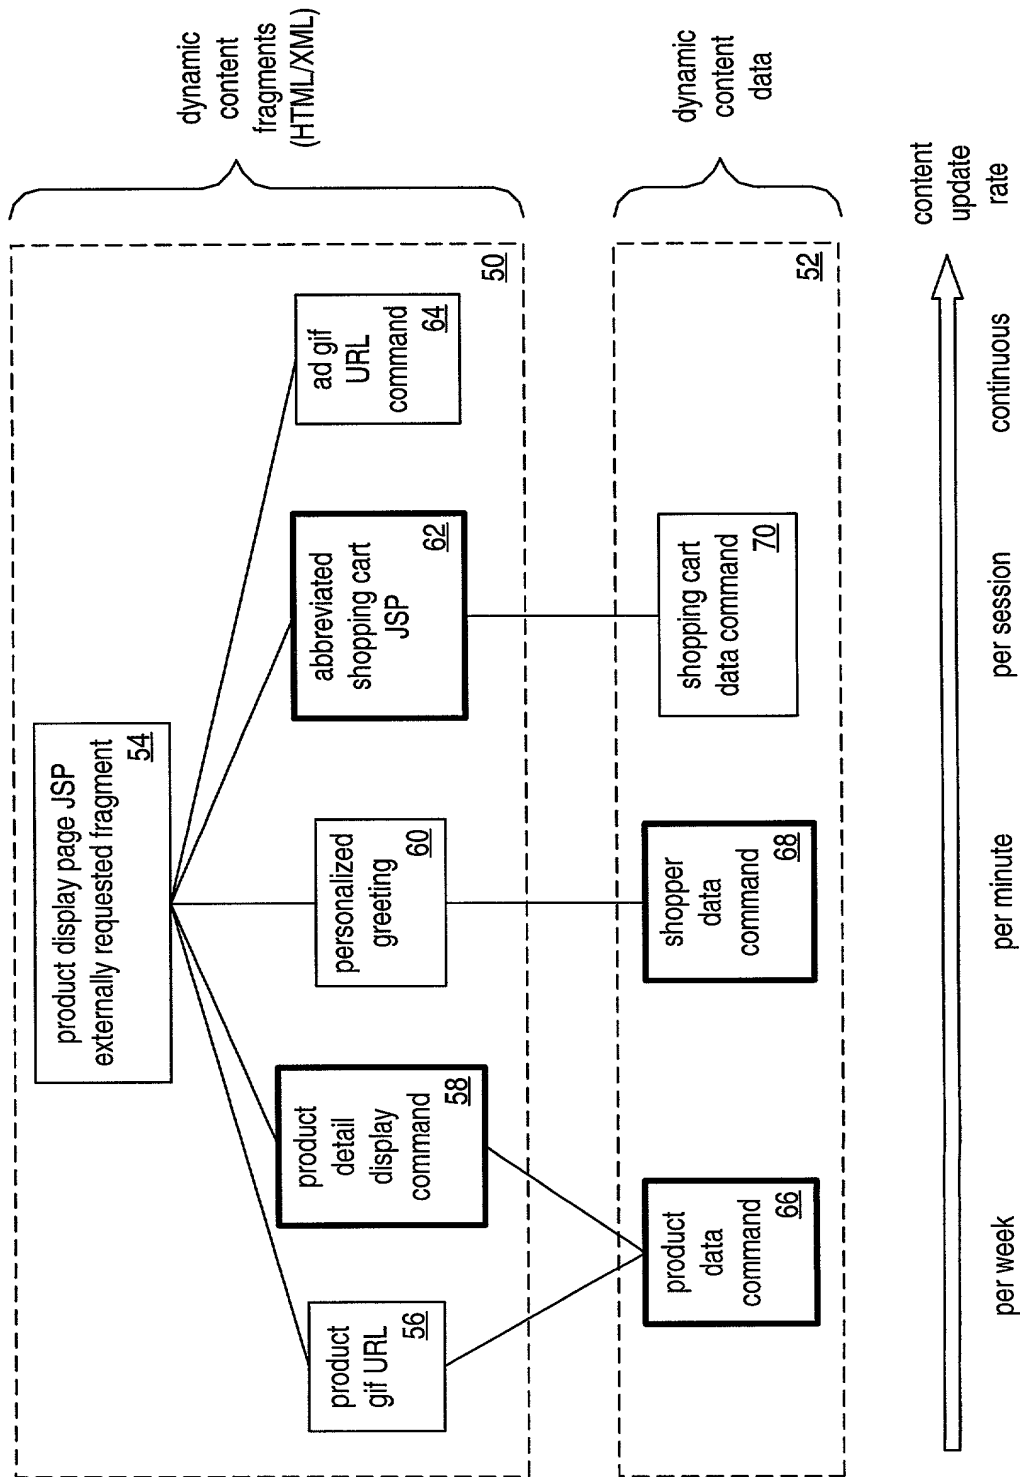 product display page JSP
externally requested fragment
54
product
gif URL
56
product
detail
display
command
58
personalized
greeting
60
abbreviated
shopping cart
JSP
62
ad gif
URL
command
64
50
dynamic
content
fragments
(HTML/XML)
product
data
command
66
shopper
data
command
68
shopping cart
data command
70
52
dynamic
content
data
per week
per minute
per session
continuous
content
update
rate